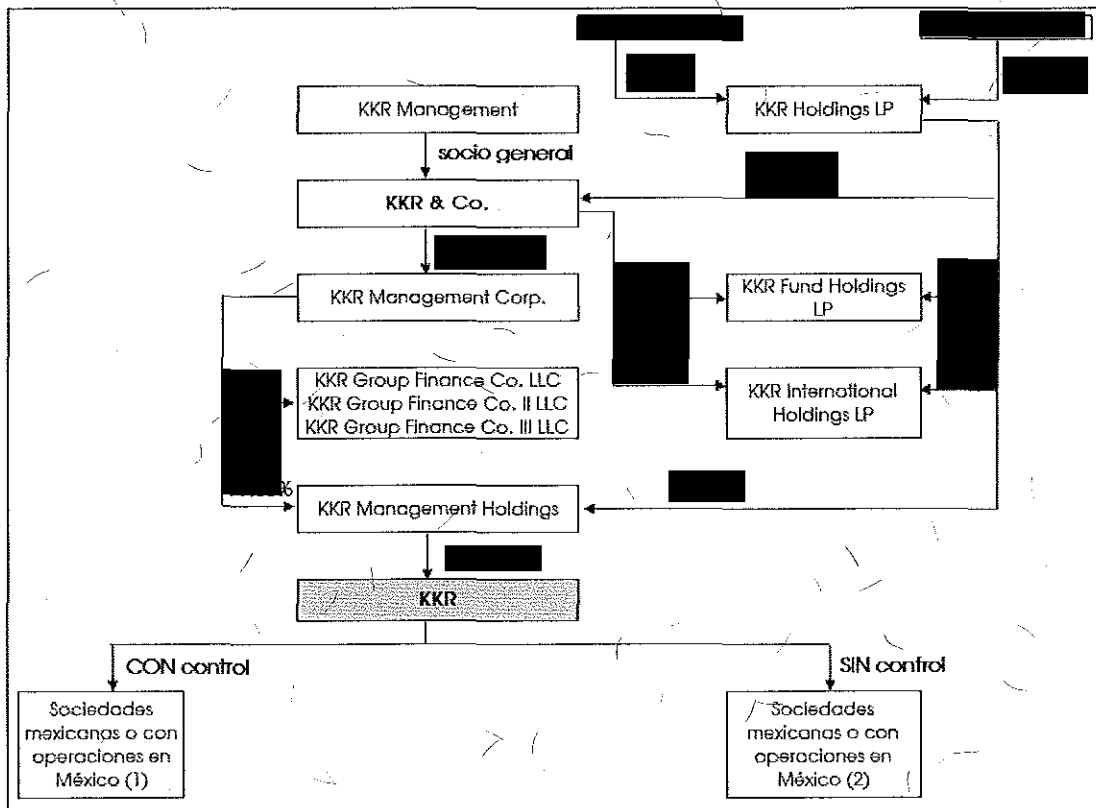 KKR Management
KKR Holdings LP
socio general
KKR & Co.
KKR Management Corp.
KKR Fund Holdings
LP
KKR Group Finance Co. LLC
KKR Group Finance Co. II LLC
KKR Group Finance Co. III LLC
KKR International
Holdings LP
%
KKR Management Holdings
KKR
CON control
SIN control
Sociedades
mexicanas o con
operaciones en
México (1)
Sociedades
mexicanas o con
operaciones en
México (2)